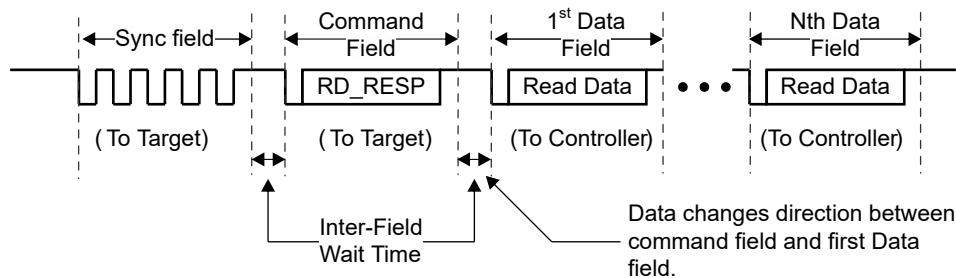 Sync field
Command
Field
1st Data
Field
Nth Data
Field
RD_RESP
Read Data
Read Data
( To Target)
( To Target)
(To Controller)
(To Controller)
Inter-Field
Wait Time
Data changes direction between
command field and first Data
field.